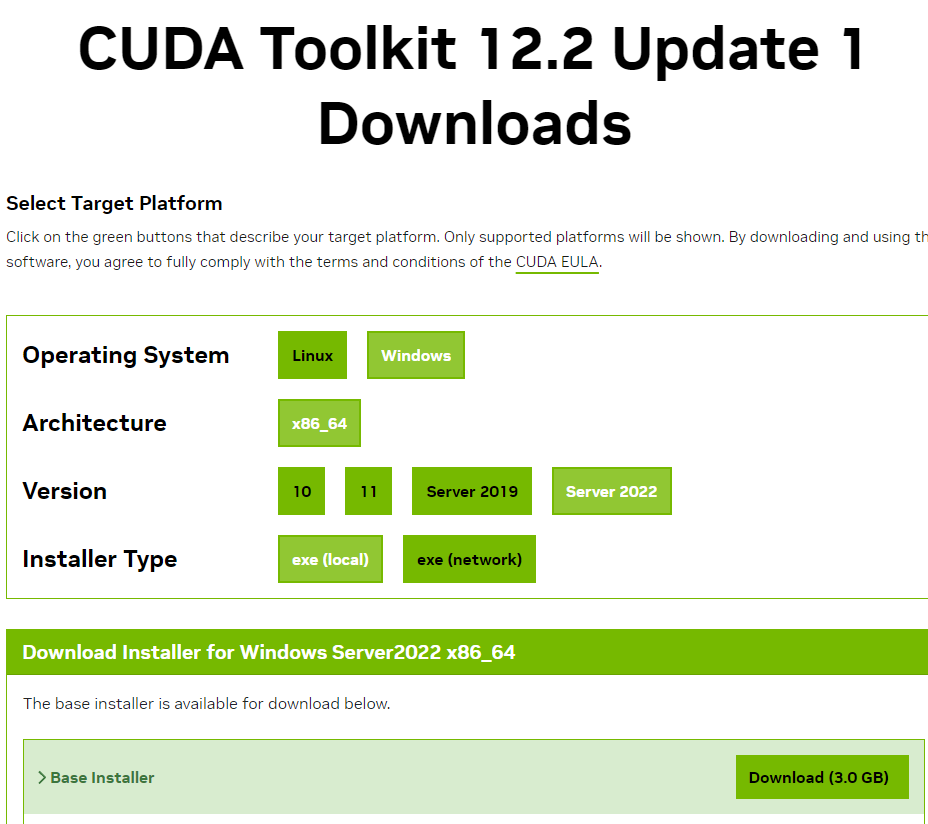 CUDA Toolkit 12.2 Update 1
Downloads
Select Target Platform
Click on the green buttons that describe your target platform. Only supported platforms will be shown. By downloading and using
software, you agree to fully comply with the terms and conditions of the CUDA EULA.
Operating System Linux Windows
Architecture x86_64
Version 10 11 Server 2019 Server 2022
Installer Type exe (local) exe (network)
Download Installer for Windows Server2022 x86_64
The base installer is available for download below.
Base Installer Download (3.0 GB)